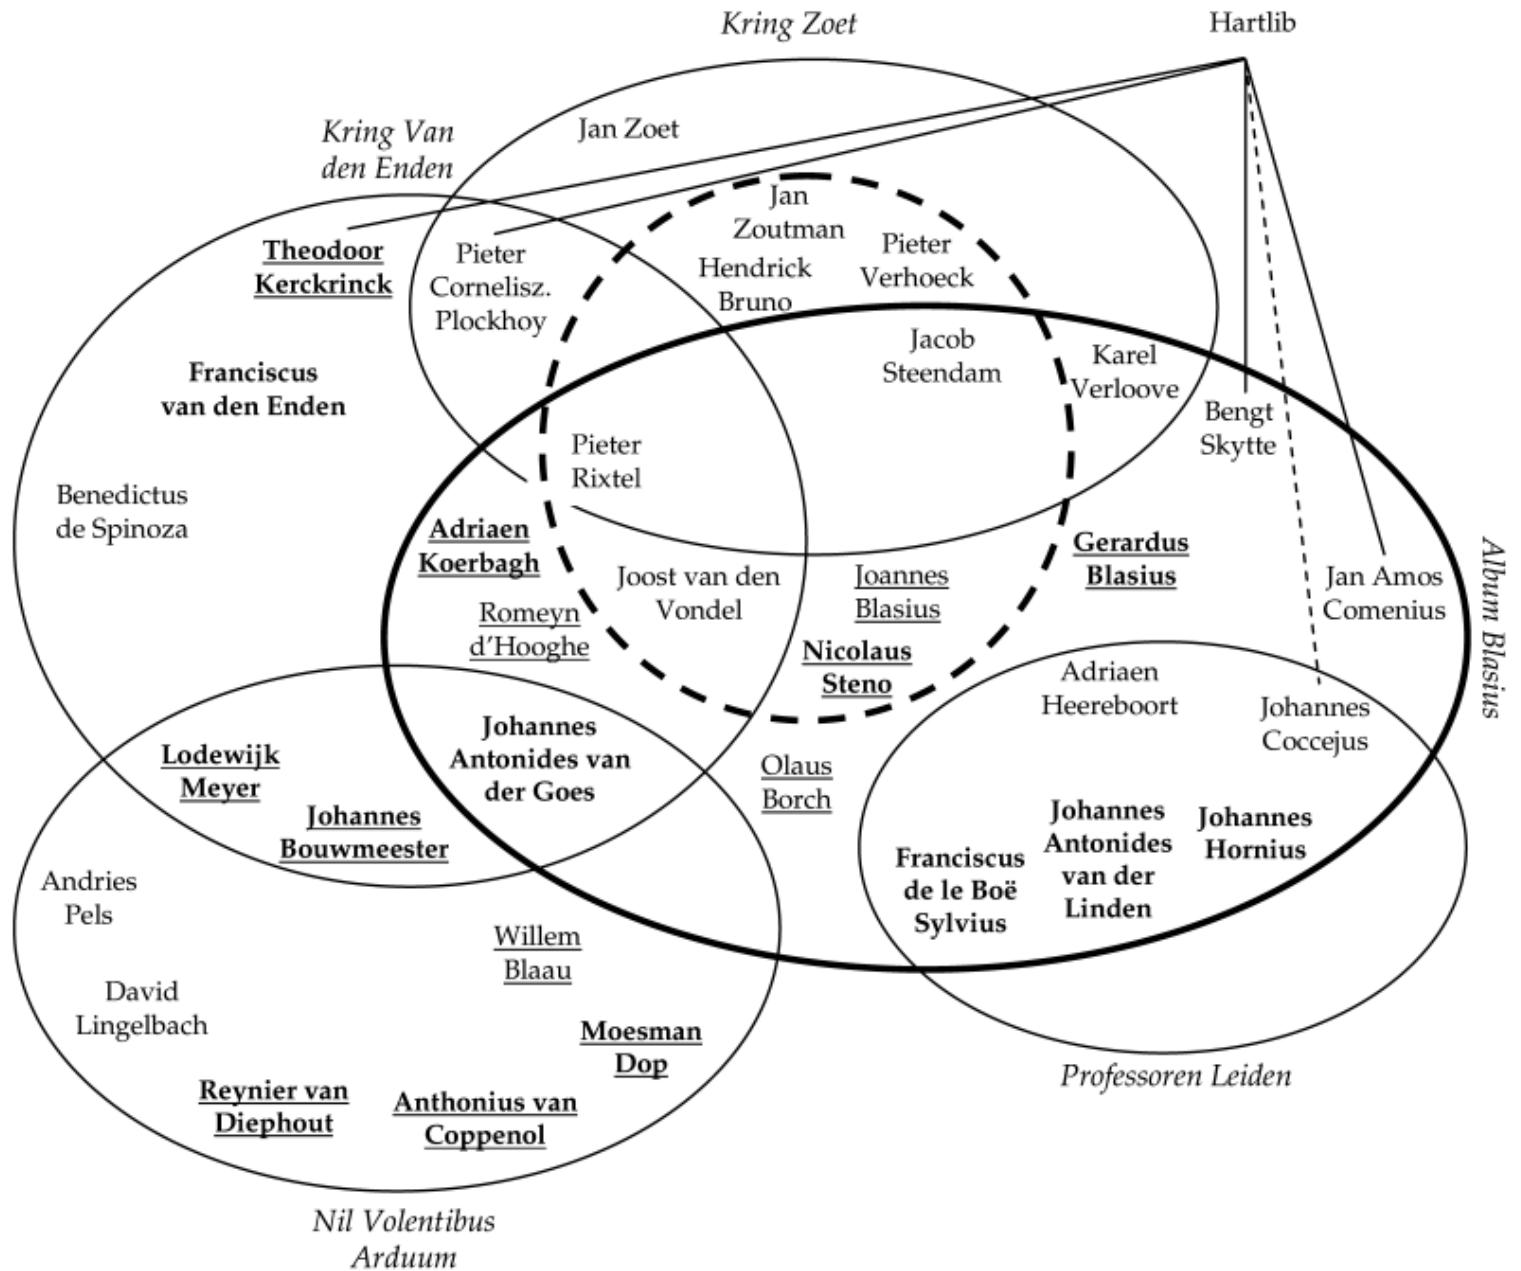 Kring Zoet
Hartlib
Jan Zoet
Kring Van
den Enden
Theodoor
Kerckrinck
Pieter
Cornelisz.
Plockhoy
Jan
Zoutman
Hendrick
Bruno
Pieter
Verhoeck
Franciscus
van den Enden
Jacob
Steendam
Karel
Verloove
Bengt
Skytte
Benedictus
de Spinoza
Pieter
Rixtel
Adriaen
Koerbagh
Romeyn
d’Hooghe
Joost van den
Vondel
Joannes
Blasius
Nicolaus
Steno
Gerardus
Blasius
Jan Amos
Comenius
Album Blasius
Adriaen
Heereboort
Johannes
Coccejus
Lodewijk
Meyer
Johannes
Bouwmeester
Johannes
Antonides van
der Goes
Olaus
Borch
Franciscus
de le Boë
Sylvius
Johannes
Antonides
van der
Linden
Johannes
Hornius
Andries
Pels
Willem
Blaau
David
Lingelbach
Moesman
Dop
Reynier van
Diephout
Anthonius van
Coppenol
Professoren Leiden
Nil Volentibus
Arduum